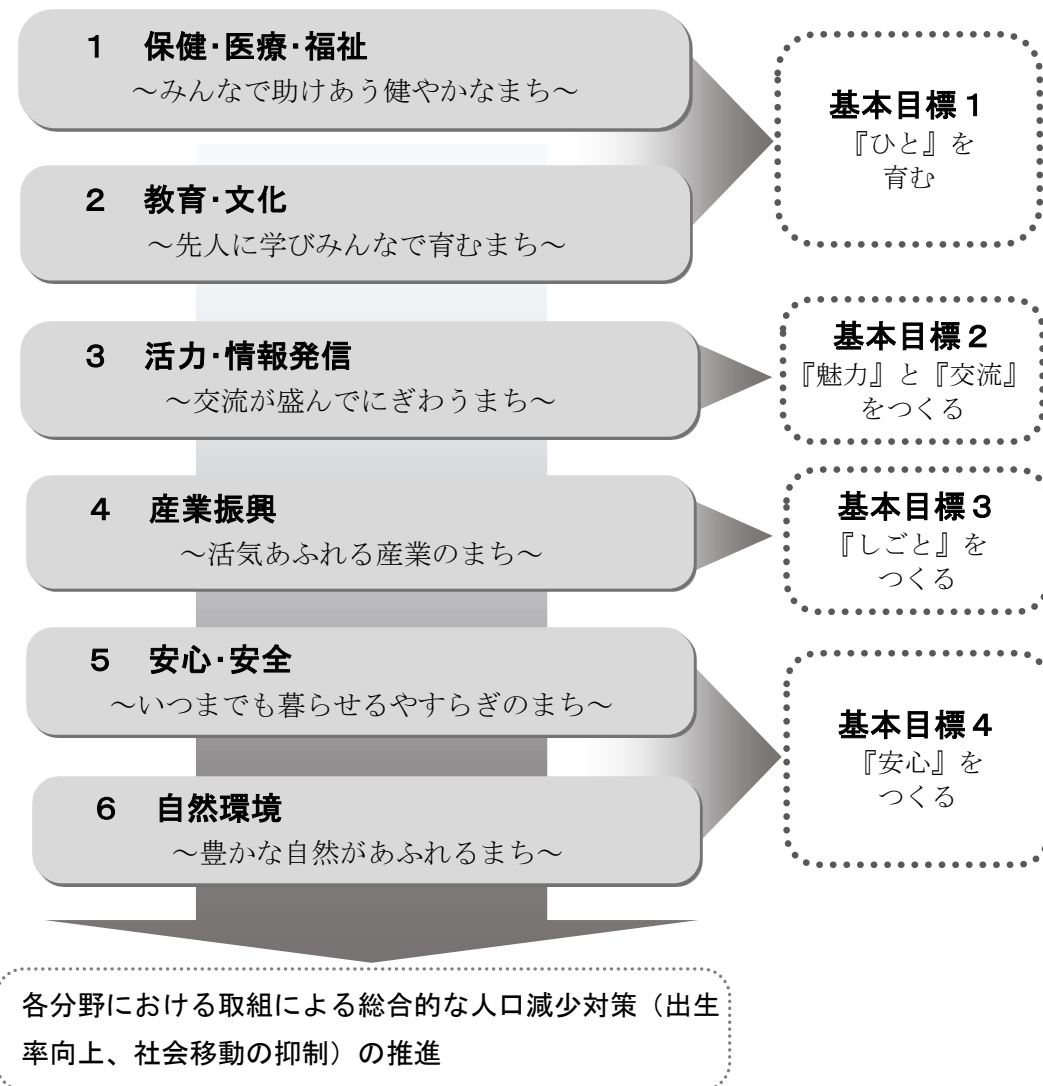 １　保健・医療・福祉
～みんなで助けあう健やかなまち～
２　教育・文化
～先人に学びみんなで育むまち～
基本目標１
『ひと』を
育む
３　活力・情報発信
～交流が盛んでにぎわうまち～
基本目標２
『魅力』と『交流』
をつくる
４　産業振興
～活気あふれる産業のまち～
基本目標３
『しごと』を
つくる
５　安心・安全
～いつまでも暮らせるやすらぎのまち～
６　自然環境
～豊かな自然があふれるまち～
基本目標４
『安心』を
つくる
各分野における取組による総合的な人口減少対策（出生
率向上、社会移動の抑制）の推進